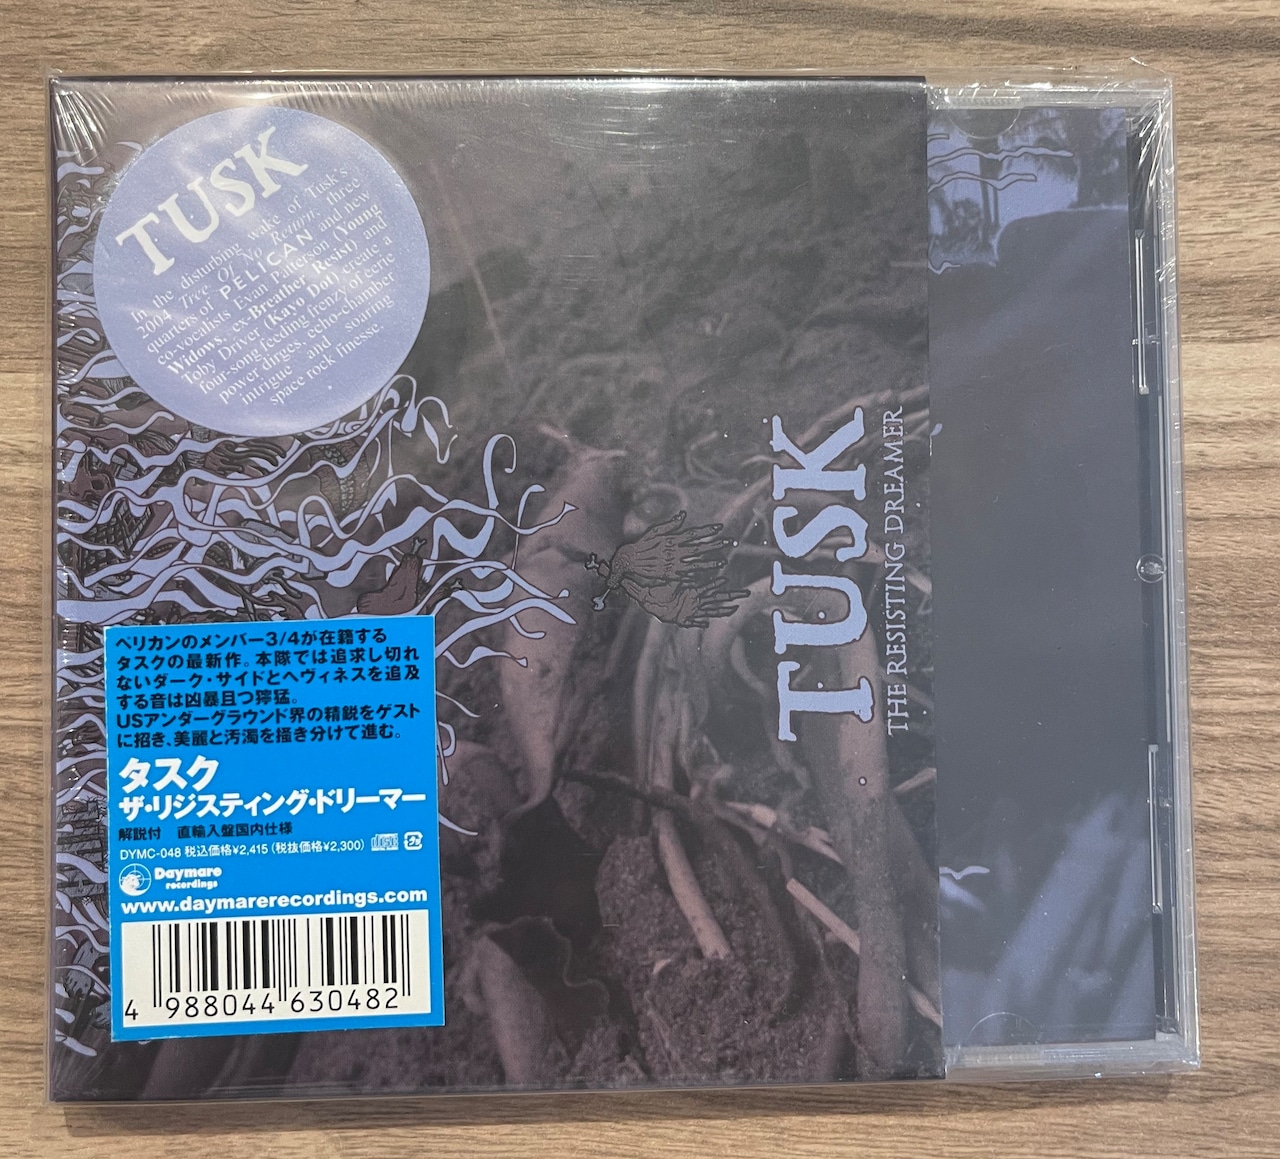 TUSK
In the disturbing wake of Tusk's
2004 Tree Of No Return, three
quarters of PELICAN and new
co-vocalists Evan Patterson (Young
Widows, ex-Breather Resist) and
Toby Driver (Kayo Dot) create a
four-song feeding frenzy of eerie
power dirges, echo-chamber
intrigue and soaring
space rock finesse.
TUSK
THE RESISTING DREAMER
ペリカンのメンバー3/4が在籍する
タスクの最新作。本隊では追求し切れ
ないダーク・サイドとヘヴィネスを追及
する音は凶暴且つ獰猛。
USアンダーグラウンド界の精鋭をゲスト
に招き、美麗と汚濁を掻き分けて進む。
タスク
ザ・リジスティング・ドリーマー
解説付 直輸入盤国内仕様
DYMC-048 税込価格¥2,415（税抜価格¥2,300）
Daymare
recordings
www.daymarerecordings.com
4 988044 630482